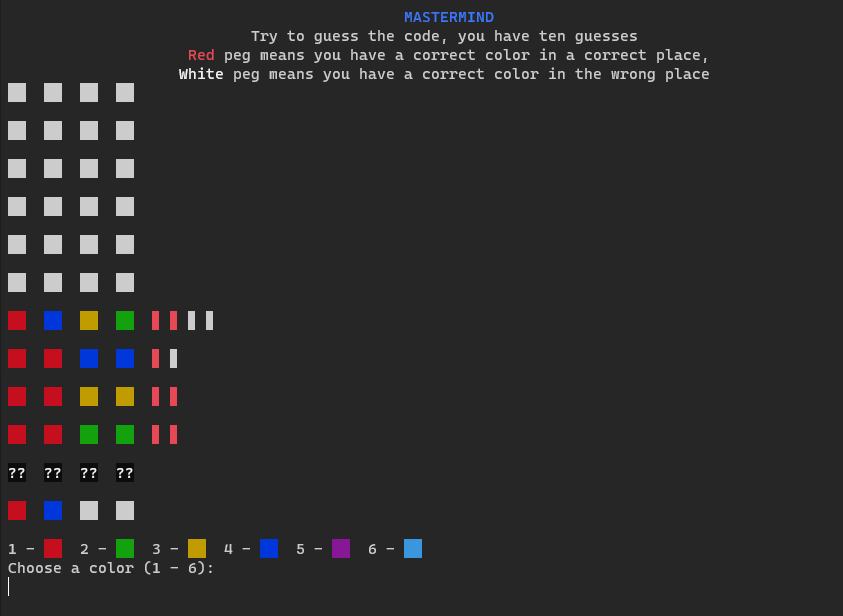 MASTERMIND
Try to guess the code, you have ten guesses
Red peg means you have a correct color in a correct place,
White peg means you have a correct color in the wrong place
?? ?? ?? ??
1 - 2 - 3 - 4 - 5 - 6 -
Choose a color (1 - 6):